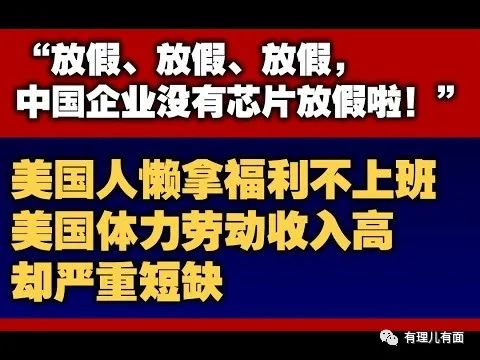 “放假、放假、放假，
中国企业没有芯片放假啦！”
美国人懒拿福利不上班
美国体力劳动收入高
却严重短缺
有理儿有面